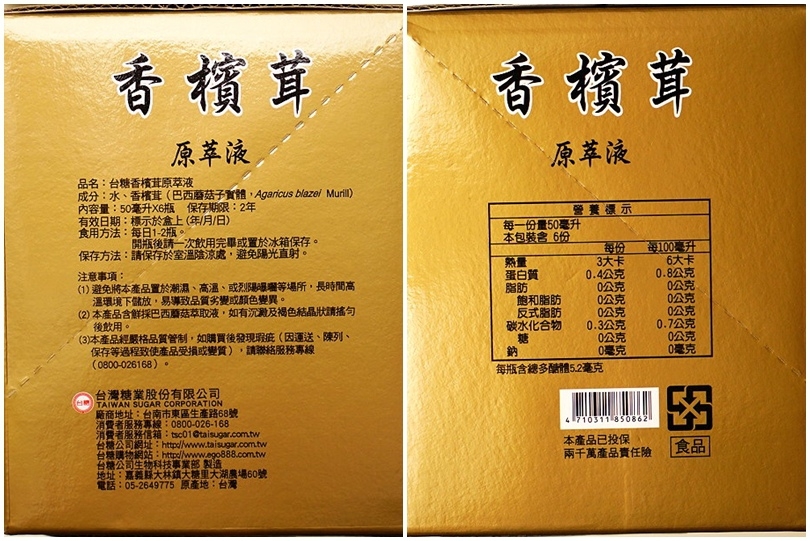 香檳茸
原萃液
品名：台糖香檳茸原萃液
成分：水、香檳茸（巴西蘑菇子實體，Agaricus blazei Murill）
內容量：50毫升X6瓶 保存期限：2年
有效日期：標示於盒上(年/月/日)
食用方法：每日1-2瓶。
開瓶後請一次飲用完畢或置於冰箱保存。
保存方法：請保存於室溫陰涼處，避免陽光直射。
注意事項：
(1)避免將本產品置於潮濕、高溫、或烈陽曝曬等場所，長時間高
溫環境下儲放，易導致品質劣變或顏色變異。
(2)本產品含鮮採巴西蘑菇萃取液，如有沉澱及褐色結晶狀請搖勻
後飲用。
(3)本產品經嚴格品質管制，如購買後發現瑕疵（因運送、陳列、
保存等過程致使產品受損或變質），請聯絡服務專線
（0800-026168）。
台糖
台灣糖業股份有限公司
TAIWAN SUGAR CORPORATION
廠商地址：台南市東區生產路68號
消費者服務專線：0800-026-168
消費者服務信箱：tsc01@taisugar.com.tw
台糖公司網址：http://www.taisugar.com.tw
台糖購物網站：http://www.ego888.com.tw
台糖公司生物科技事業部 製造
地址：嘉義縣大林鎮大糖里大湖農場60號
電話：05-2649775 原產地：台灣
香檳茸
原萃液
營養標示
每一份量50毫升
本包裝含 6份
每份 每100毫升
熱量 3大卡 6大卡
蛋白質 0.4公克 0.8公克
脂肪 0公克 0公克
飽和脂肪 0公克 0公克
反式脂肪 0公克 0公克
碳水化合物 0.3公克 0.7公克
糖 0公克 0公克
鈉 0毫克 0毫克
每瓶含總多醣體5.2毫克
4 710311 850862
本產品已投保
兩千萬產品責任險
食品